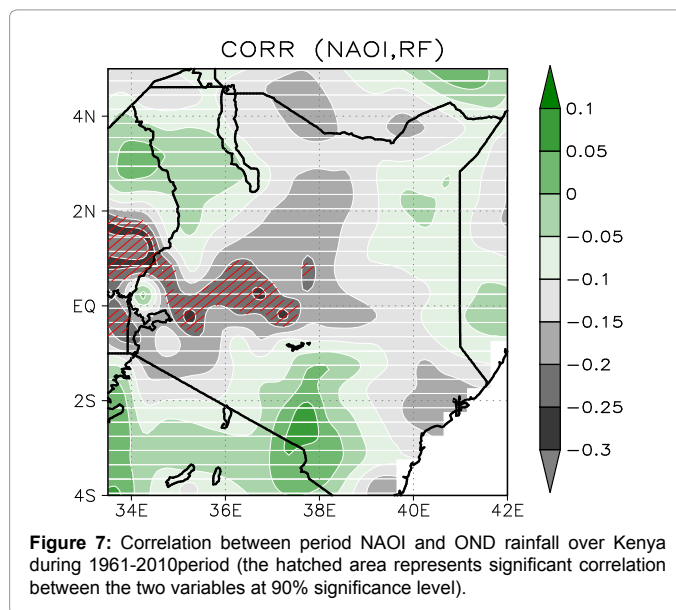 CORR (NAOI,RF)
4N
2N
EQ
2S
4S
34E 36E 38E 40E 42E
0.1
0.05
0
−0.05
−0.1
−0.15
−0.2
−0.25
−0.3
Figure 7: Correlation between period NAOI and OND rainfall over Kenya
during 1961-2010period (the hatched area represents significant correlation
between the two variables at 90% significance level).